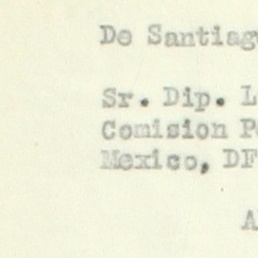 De Santiag
Sr. Dip. L
Comision P
Mexico, DF
A